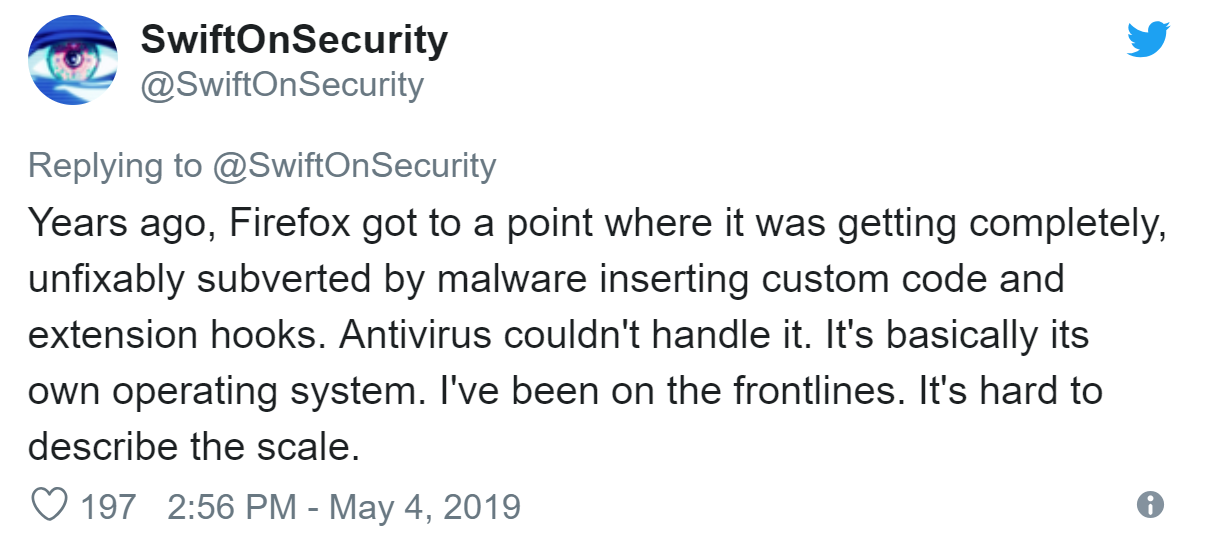 SwiftOnSecurity
@SwiftOnSecurity
Replying to @SwiftOnSecurity
Years ago, Firefox got to a point where it was getting completely,
unfixably subverted by malware inserting custom code and
extension hooks. Antivirus couldn't handle it. It's basically its
own operating system. I've been on the frontlines. It's hard to
describe the scale.
197 2:56 PM - May 4, 2019